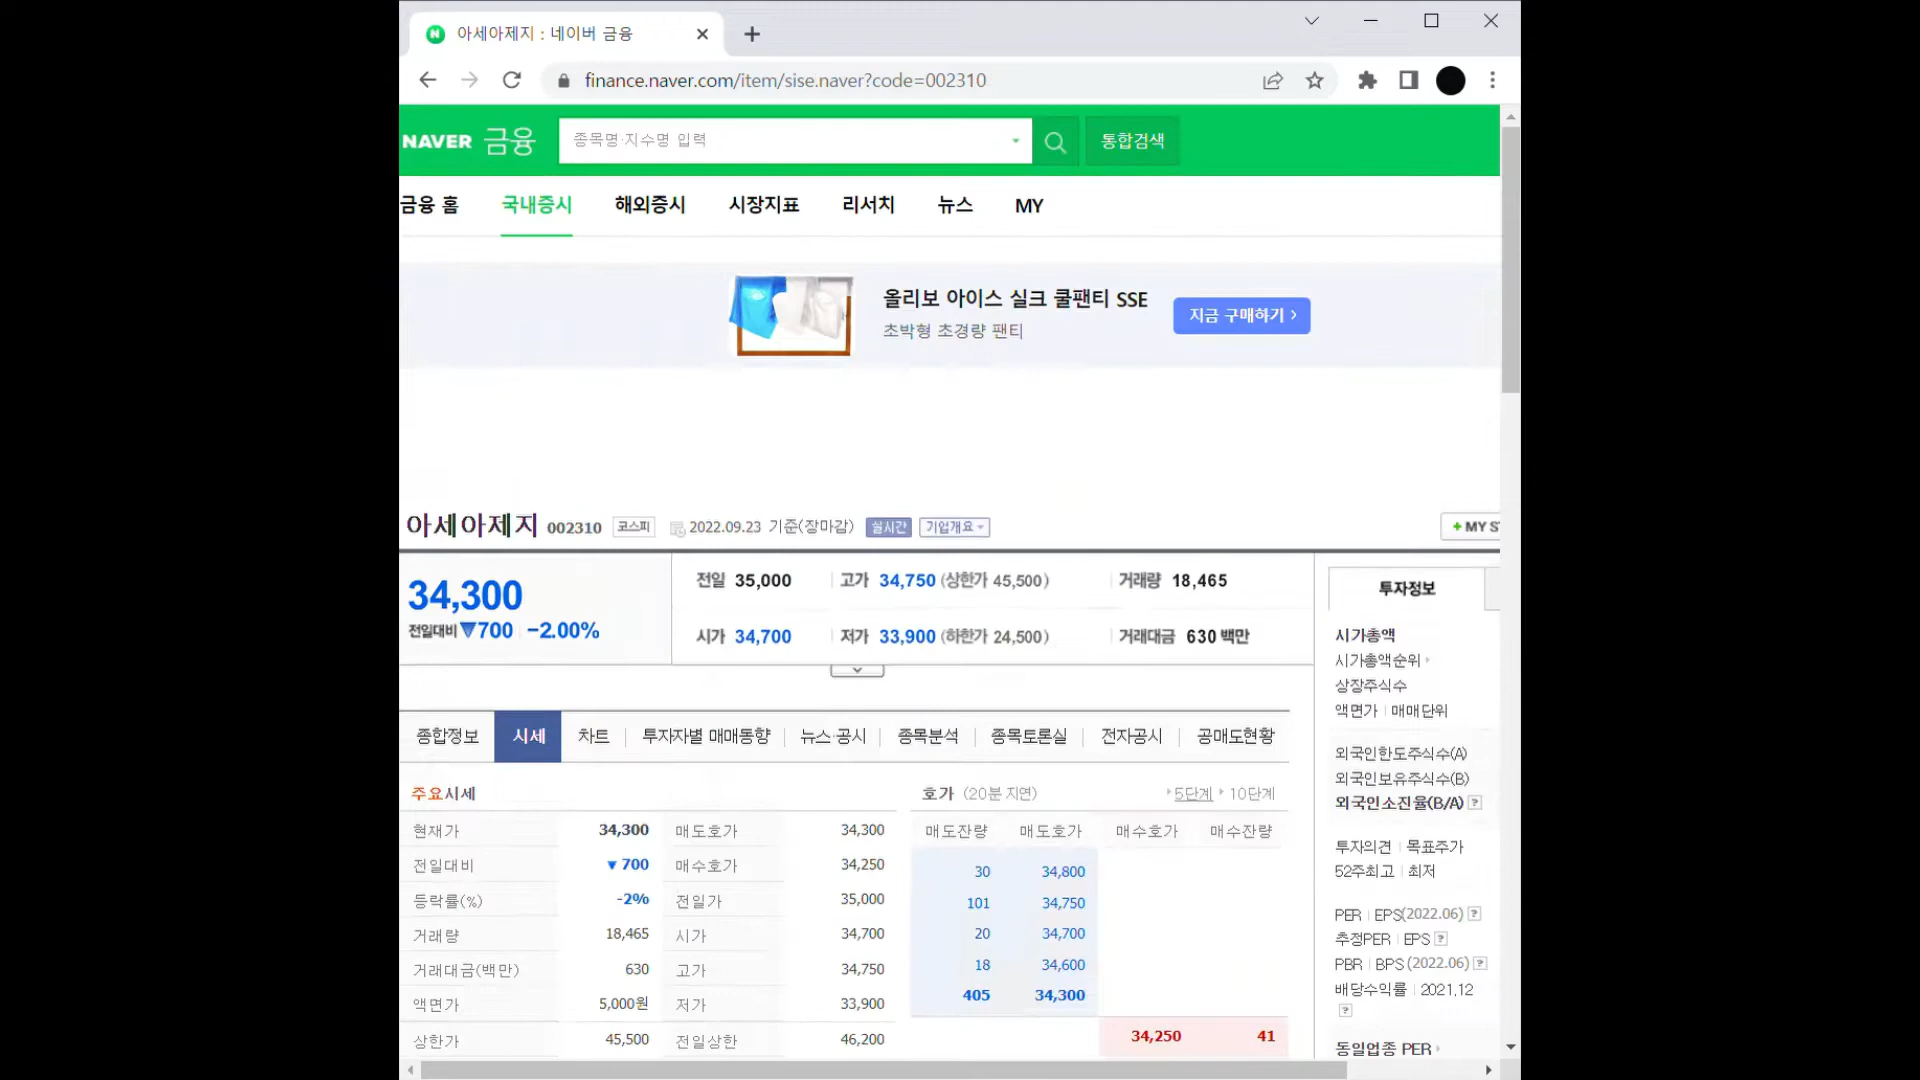 아세아제지 : 네이버 금융
finance.naver.com/item/sise.naver?code=002310
NAVER 금융 종목명·지수명 입력 통합검색
금융 홈 국내증시 해외증시 시장지표 리서치 뉴스 MY
올리보 아이스 실크 쿨팬티 SSE
초박형 초경량 팬티
지금 구매하기 ›
아세아제지 002310 코스피 2022.09.23 기준(장마감) 실시간 기업개요
+ MY S
34,300
전일대비 ▼700 -2.00%
전일 35,000 고가 34,750 (상한가 45,500) 거래량 18,465
시가 34,700 저가 33,900 (하한가 24,500) 거래대금 630 백만
종합정보 시세 차트 투자자별 매매동향 뉴스·공시 종목분석 종목토론실 전자공시 공매도현황
주요시세
현재가 34,300 매도호가 34,300
전일대비 ▼ 700 매수호가 34,250
등락률(%) -2% 전일가 35,000
거래량 18,465 시가 34,700
거래대금(백만) 630 고가 34,750
액면가 5,000원 저가 33,900
상한가 45,500 전일상한 46,200
호가 (20분 지연) 5단계 10단계
매도잔량 매도호가 매수호가 매수잔량
30 34,800
101 34,750
20 34,700
18 34,600
405 34,300
34,250 41
투자정보
시가총액
시가총액순위
상장주식수
액면가 | 매매단위
외국인한도주식수(A)
외국인보유주식수(B)
외국인소진율(B/A) ?
투자의견 | 목표주가
52주최고 | 최저
PER | EPS(2022.06) ?
추정PER | EPS ?
PBR | BPS (2022.06) ?
배당수익률 | 2021.12
?
동일업종 PER